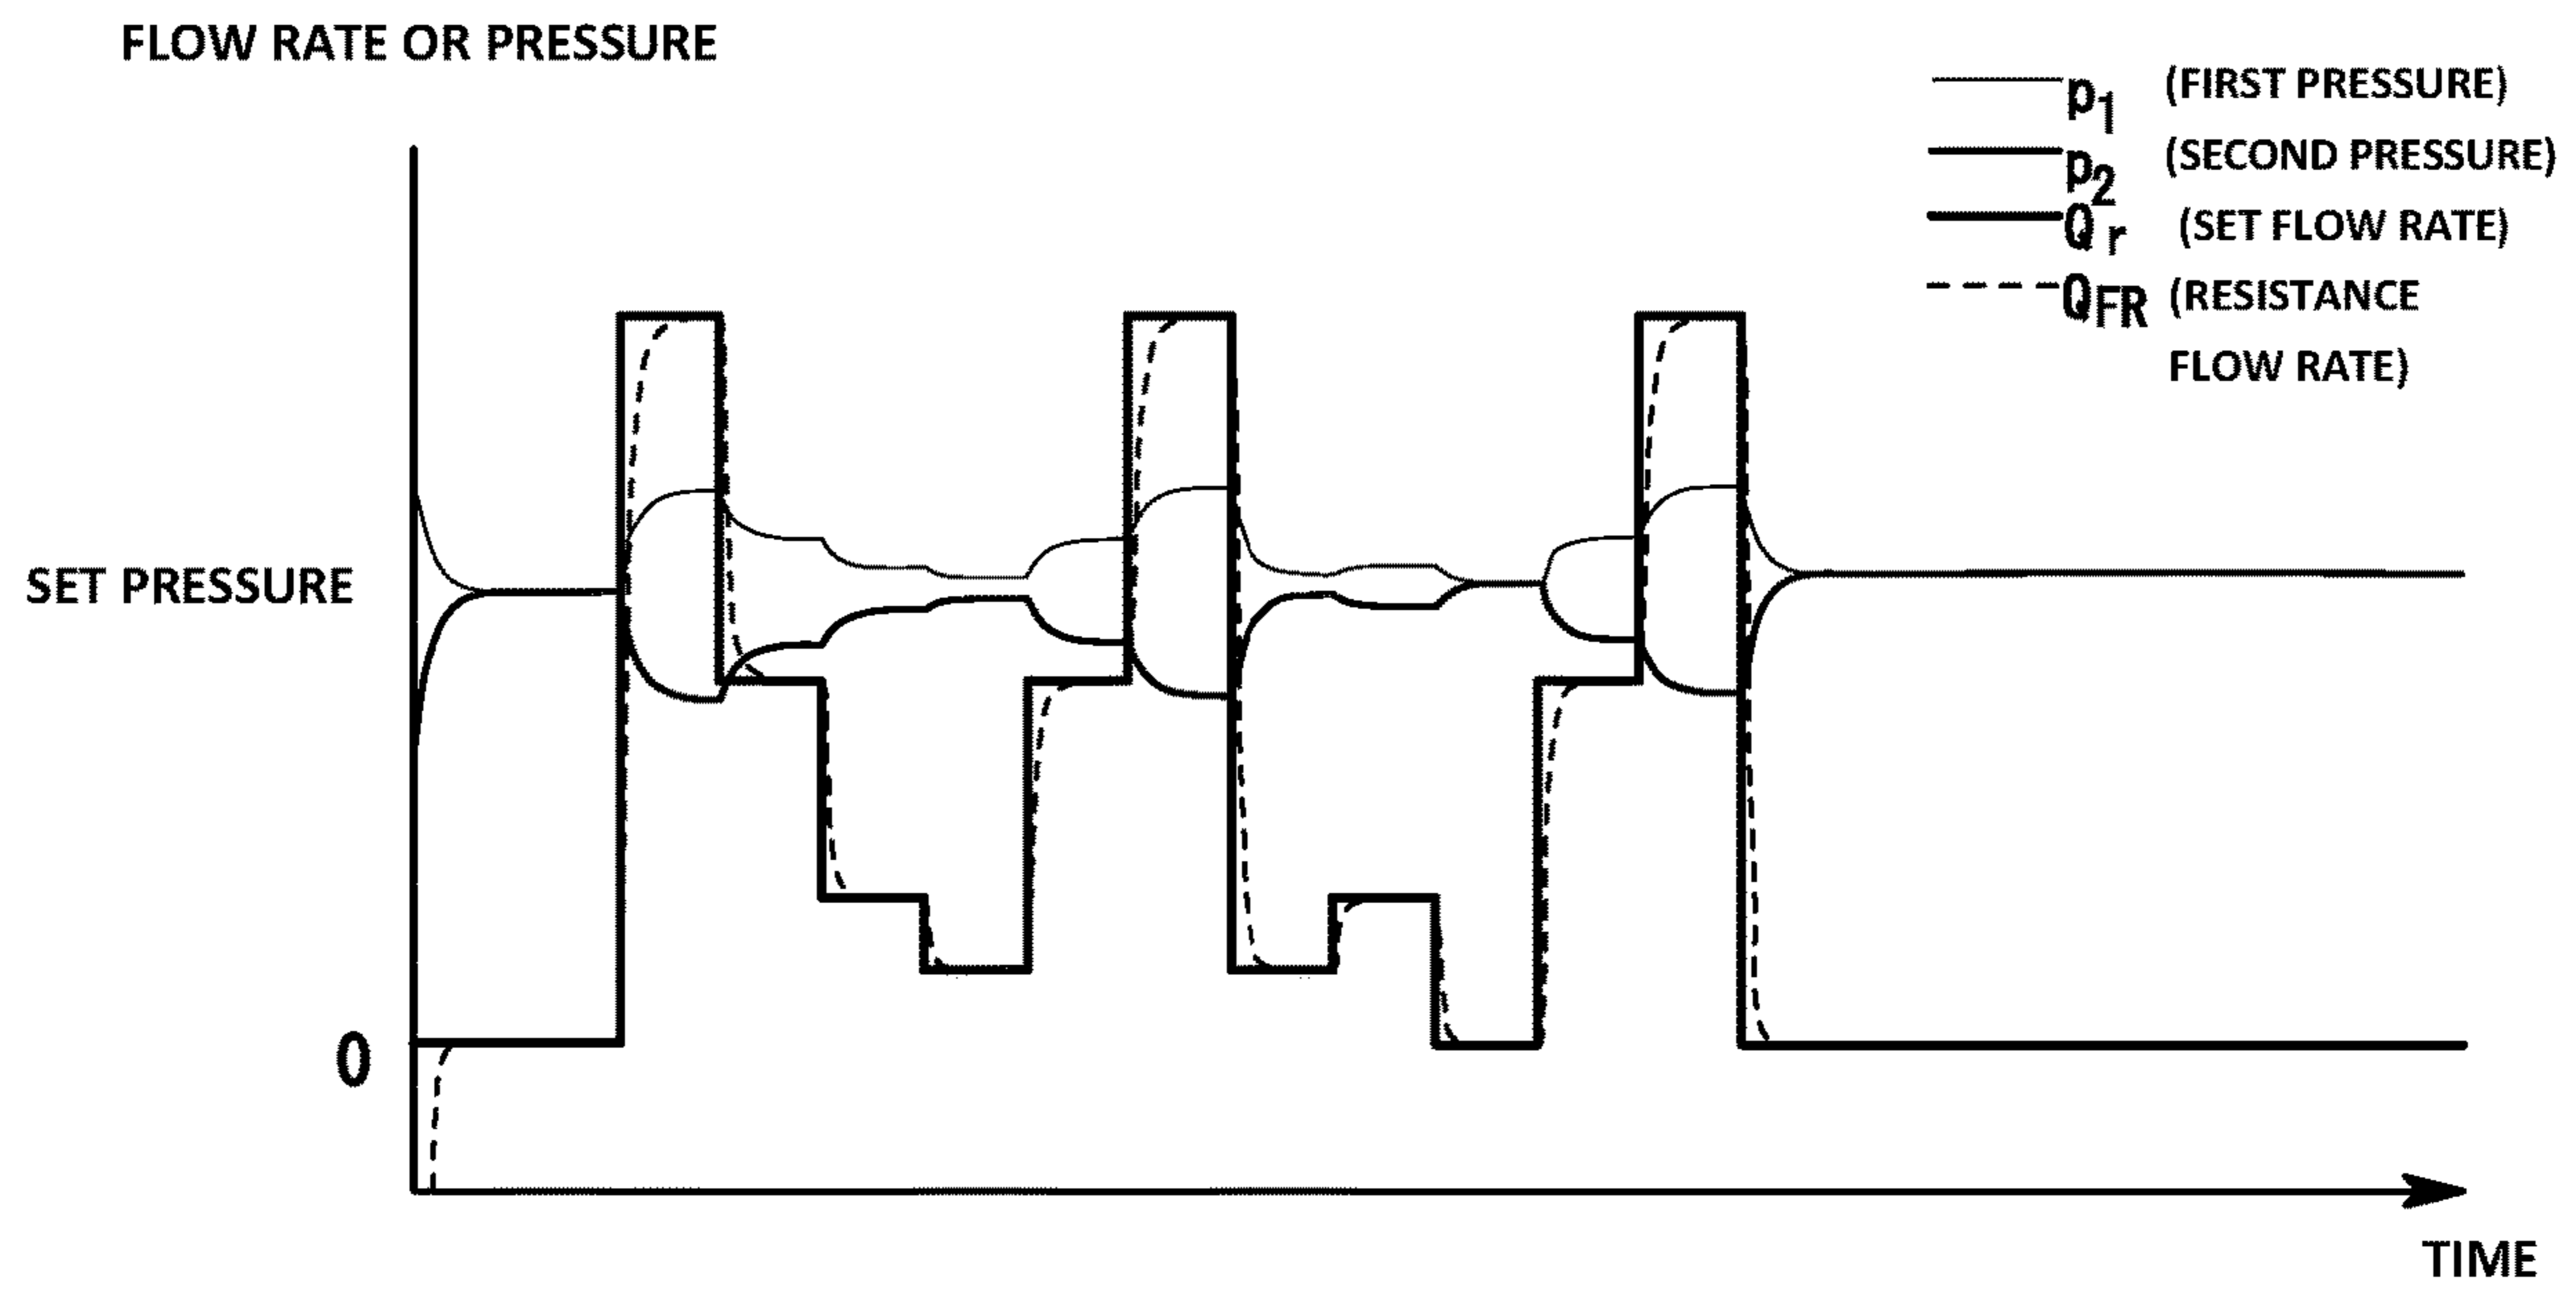 FLOW RATE OR PRESSURE
p1 (FIRST PRESSURE)
p2 (SECOND PRESSURE)
Qr (SET FLOW RATE)
QFR (RESISTANCE
FLOW RATE)
SET PRESSURE
0
TIME